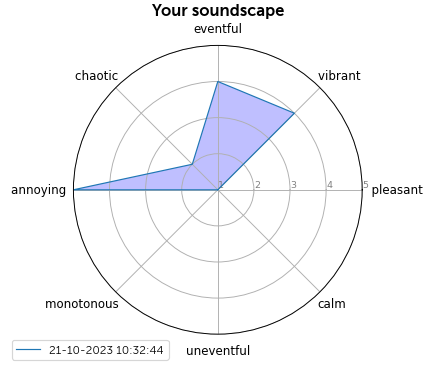 Your soundscape
eventful
chaotic
vibrant
annoying
1
2
3
4
5
pleasant
monotonous
calm
uneventful
21-10-2023 10:32:44